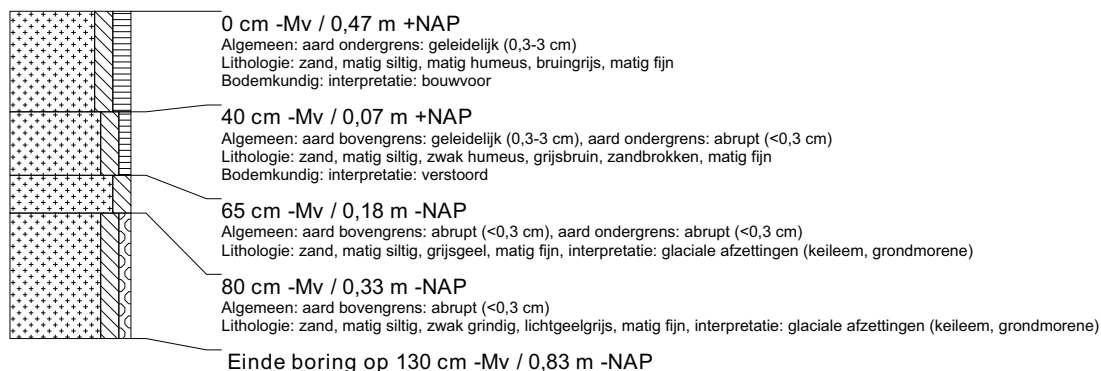 0 cm -Mv / 0,47 m +NAP
Algemeen: aard ondergrens: geleidelijk (0,3-3 cm)
Lithologie: zand, matig siltig, matig humeus, bruingrijs, matig fijn
Bodemkundig: interpretatie: bouwvoor
40 cm -Mv / 0,07 m +NAP
Algemeen: aard bovengrens: geleidelijk (0,3-3 cm), aard ondergrens: abrupt (<0,3 cm)
Lithologie: zand, matig siltig, zwak humeus, grijsbruin, zandbrokken, matig fijn
Bodemkundig: interpretatie: verstoord
65 cm -Mv / 0,18 m -NAP
Algemeen: aard bovengrens: abrupt (<0,3 cm), aard ondergrens: abrupt (<0,3 cm)
Lithologie: zand, matig siltig, grijsgeel, matig fijn, interpretatie: glaciale afzettingen (keileem, grondmorene)
80 cm -Mv / 0,33 m -NAP
Algemeen: aard bovengrens: abrupt (<0,3 cm)
Lithologie: zand, matig siltig, zwak grindig, lichtgeelgrijs, matig fijn, interpretatie: glaciale afzettingen (keileem, grondmorene)
Einde boring op 130 cm -Mv / 0,83 m -NAP